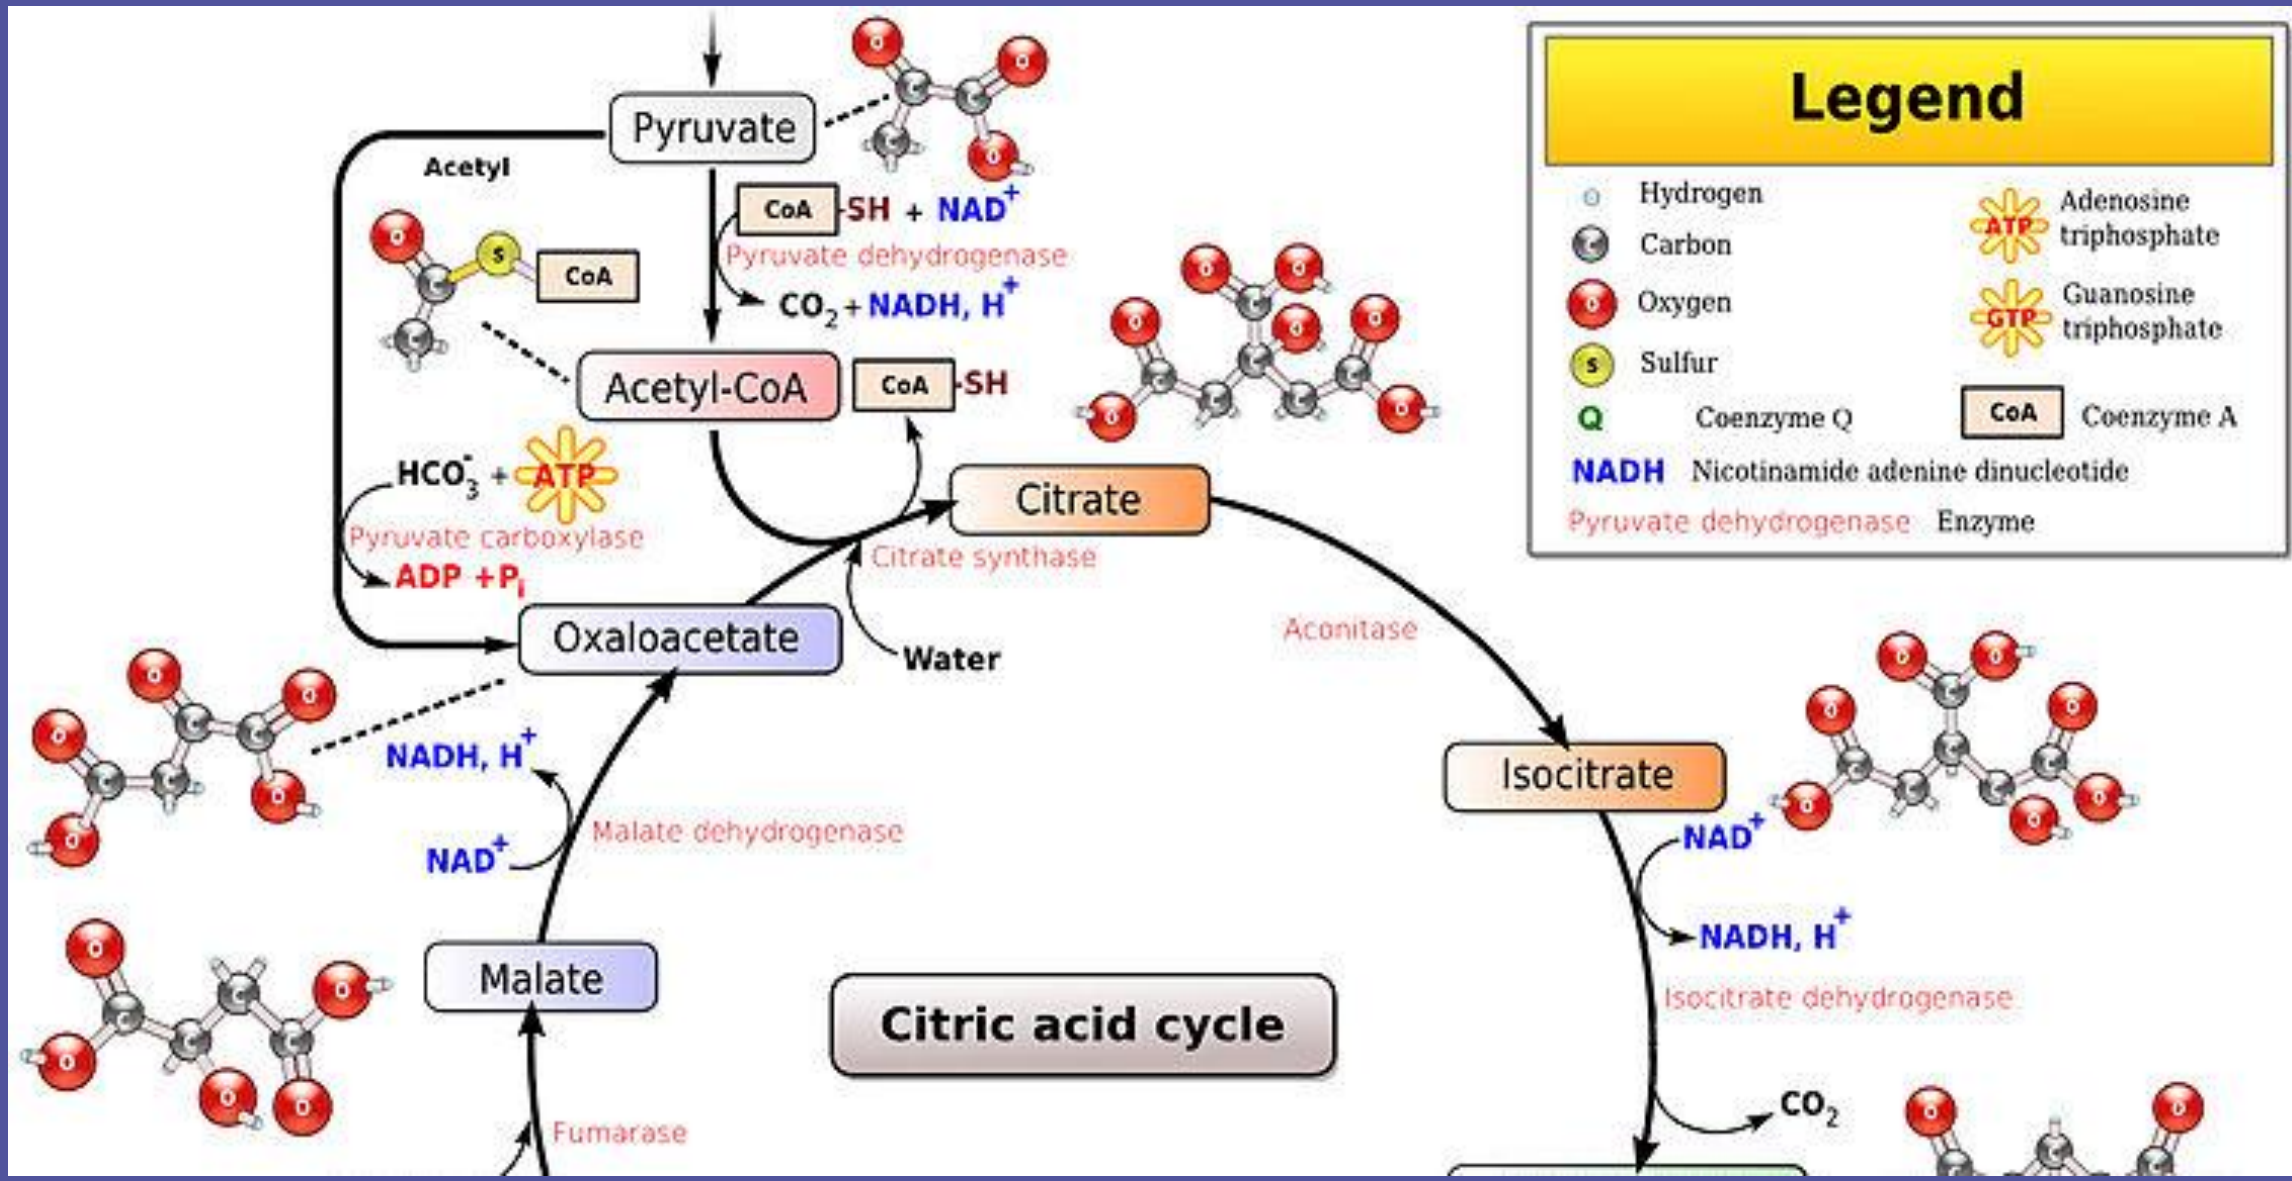 Pyruvate
Acetyl
CoA -SH + NAD+
Pyruvate dehydrogenase
CO2 + NADH, H+
S CoA
Acetyl-CoA
CoA -SH
HCO3- + ATP
Pyruvate carboxylase
ADP +Pi
Citrate
Citrate synthase
Water
Oxaloacetate
Aconitase
NADH, H+
NAD+
Malate dehydrogenase
Malate
Citric acid cycle
Fumarase
Isocitrate
NAD+
NADH, H+
Isocitrate dehydrogenase
CO2
Legend
Hydrogen
C Carbon
O Oxygen
S Sulfur
Q Coenzyme Q
ATP Adenosine
triphosphate
GTP Guanosine
triphosphate
CoA Coenzyme A
NADH Nicotinamide adenine dinucleotide
Pyruvate dehydrogenase Enzyme